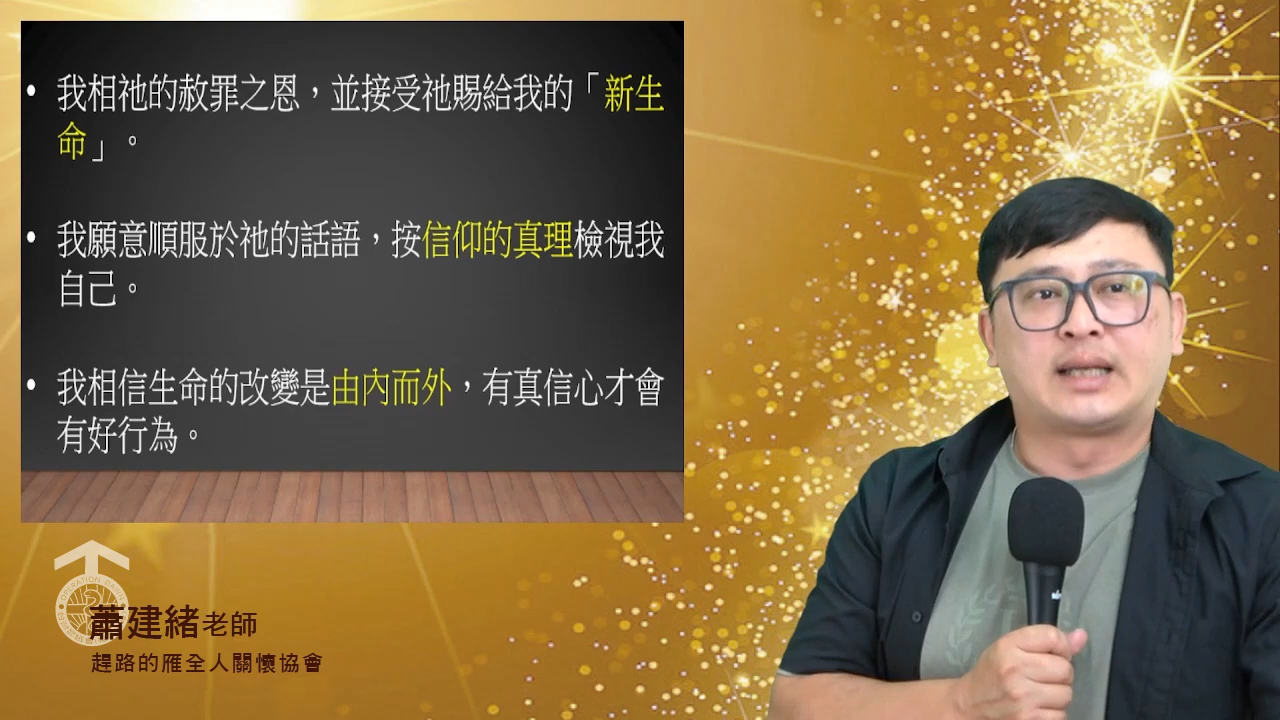 • 我相祂的赦罪之恩，並接受祂賜給我的「新生
命」。
• 我願意順服於祂的話語，按信仰的真理檢視我
自己。
• 我相信生命的改變是由內而外，有真信心才會
有好行為。
蕭建緒老師
趕路的雁全人關懷協會